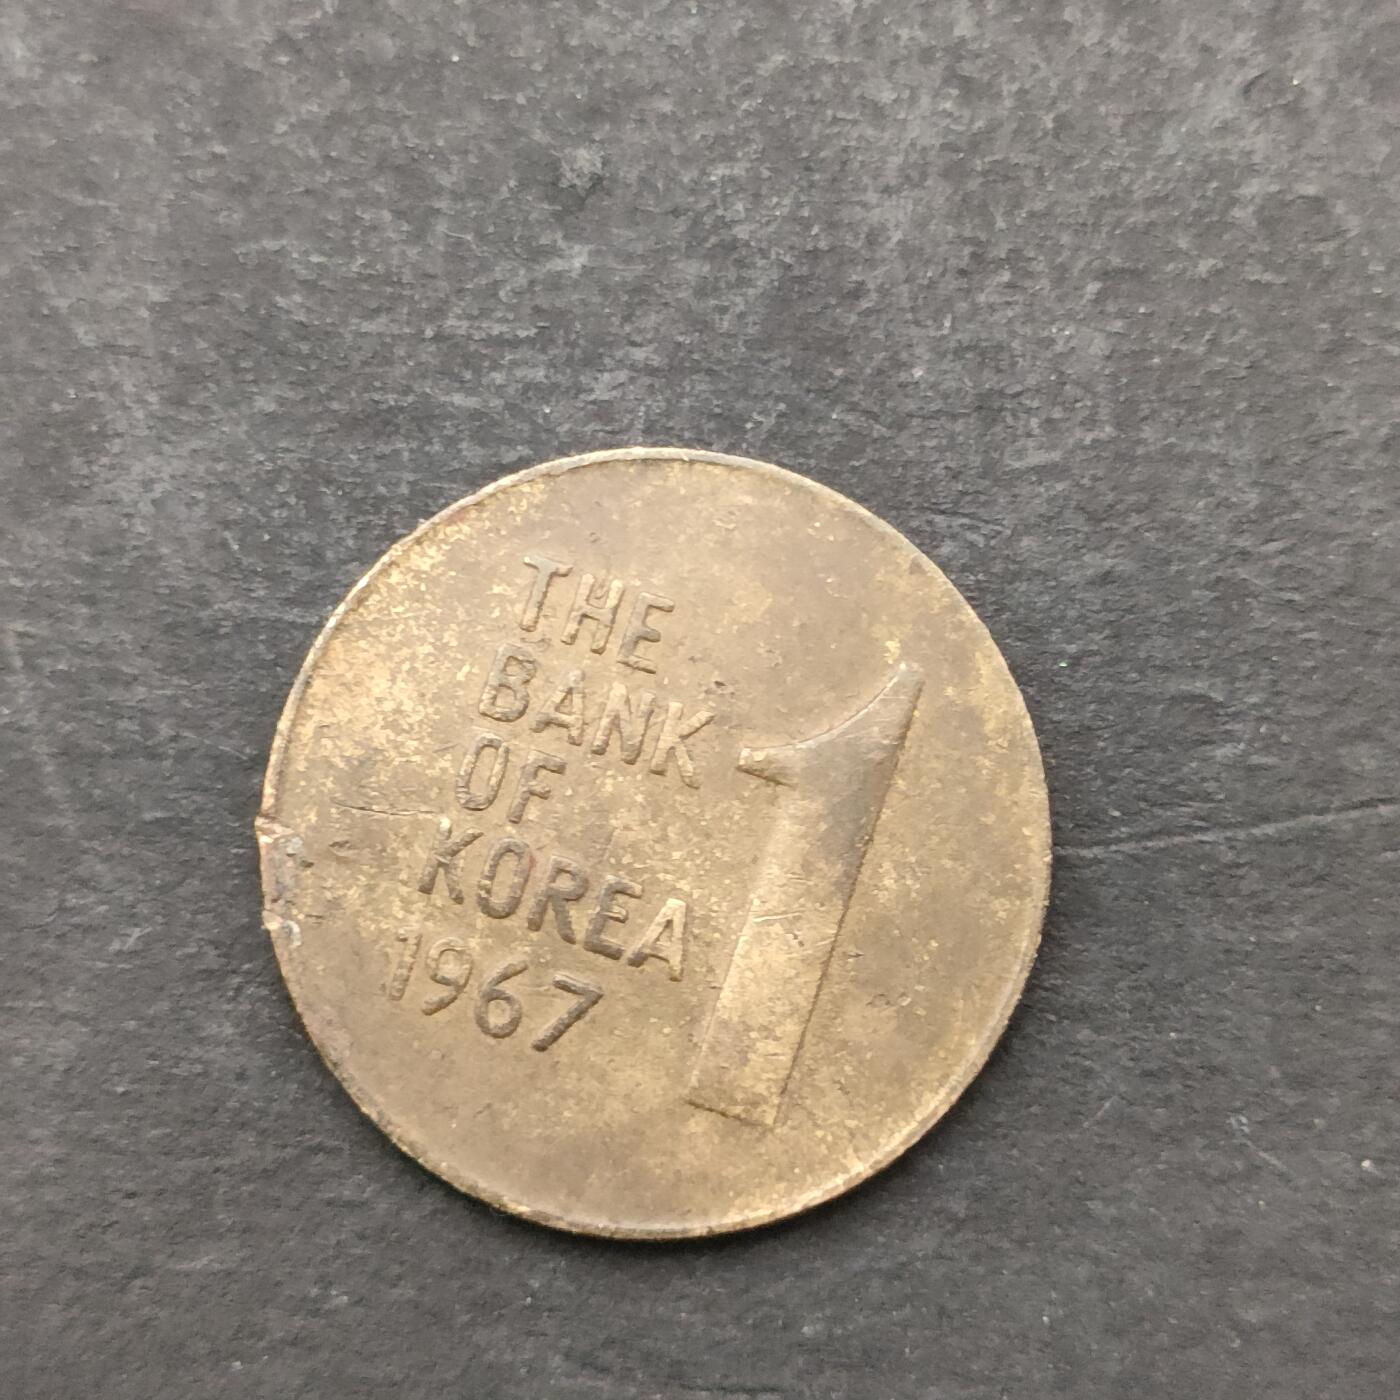 THE
BANK
OF
KOREA
1967
1